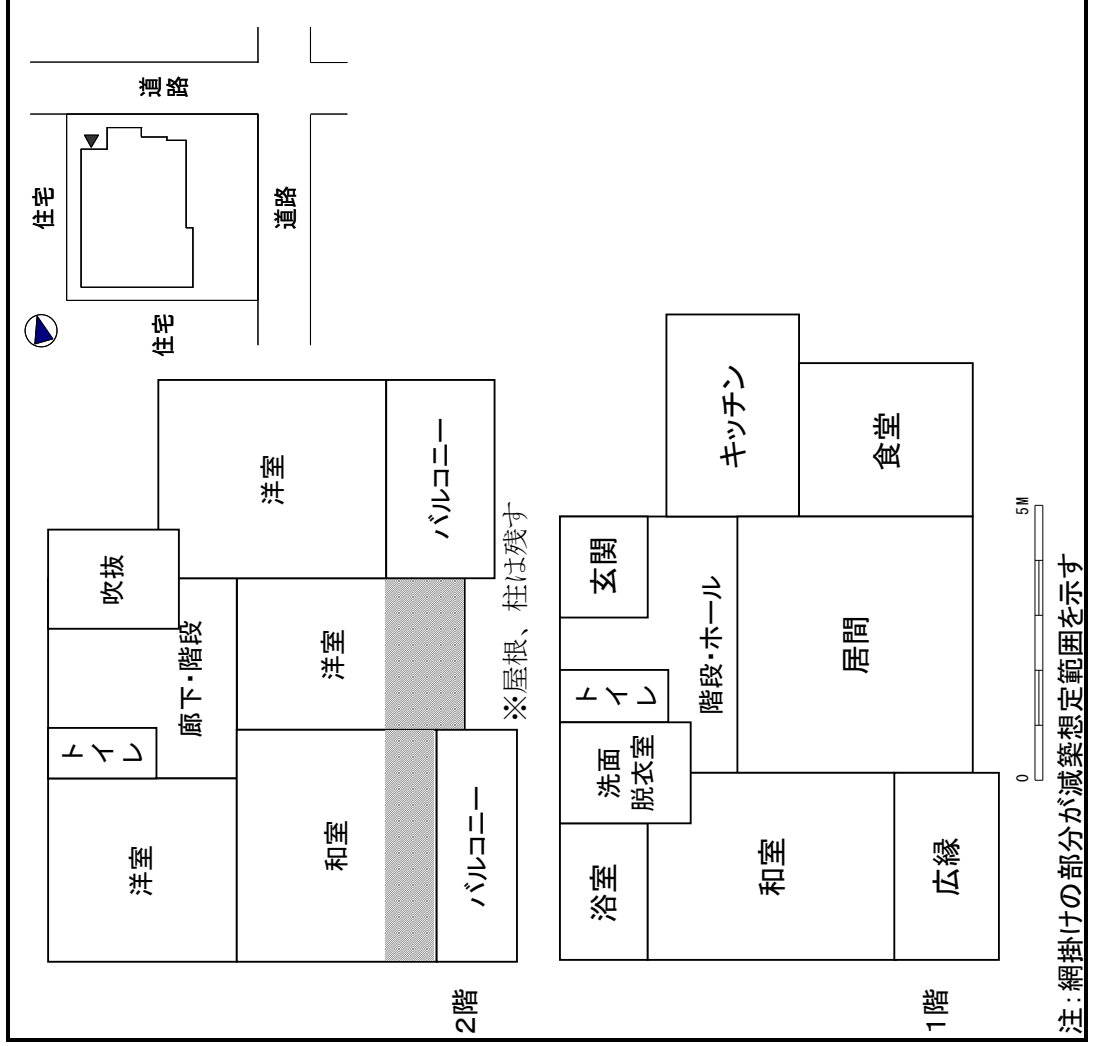 住宅
道路
住宅
道路
洋室
バルコニー
吹抜
洋室
廊下・階段
トイレ
洋室
和室
バルコニー
※屋根、柱は残す
2階
キッチン
食堂
玄関
階段・ホール
トイレ
居間
洗面
脱衣室
浴室
和室
広縁
1階
0 5M
注:網掛けの部分が減築想定範囲を示す